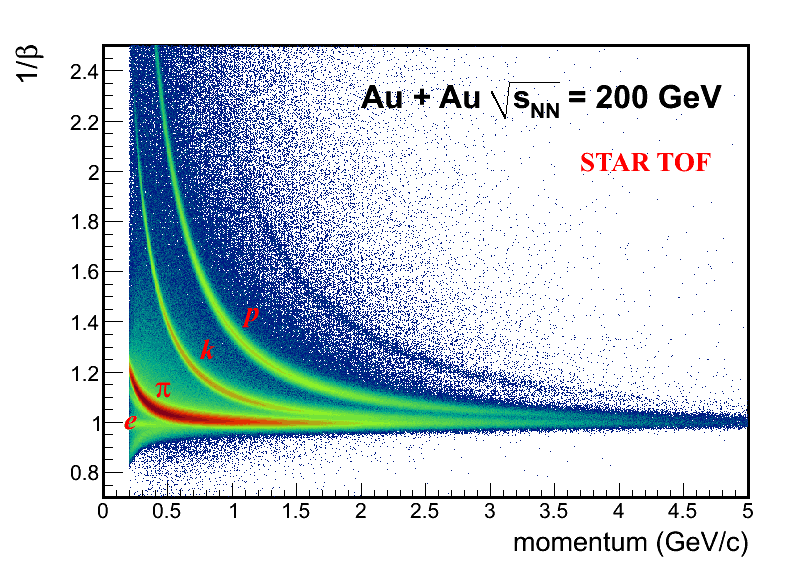 1/β
Au + Au √sNN = 200 GeV
STAR TOF
2.4
2.2
2
1.8
1.6
1.4
1.2
1
0.8
p
k
π
e
0 0.5 1 1.5 2 2.5 3 3.5 4 4.5 5
momentum (GeV/c)